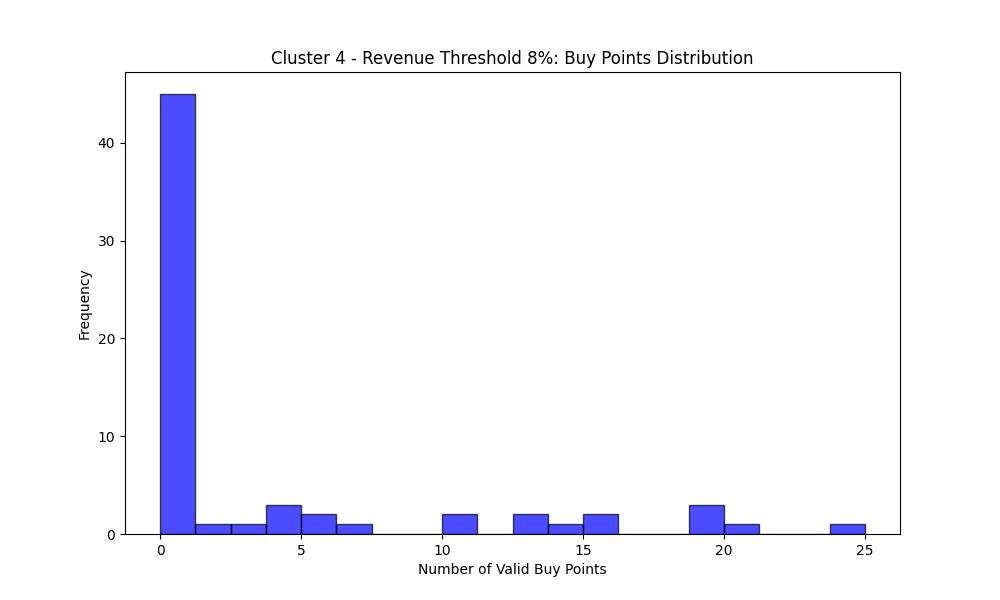 Cluster 4 - Revenue Threshold 8%: Buy Points Distribution
40
30
20
10
0
Frequency
0 5 10 15 20 25
Number of Valid Buy Points